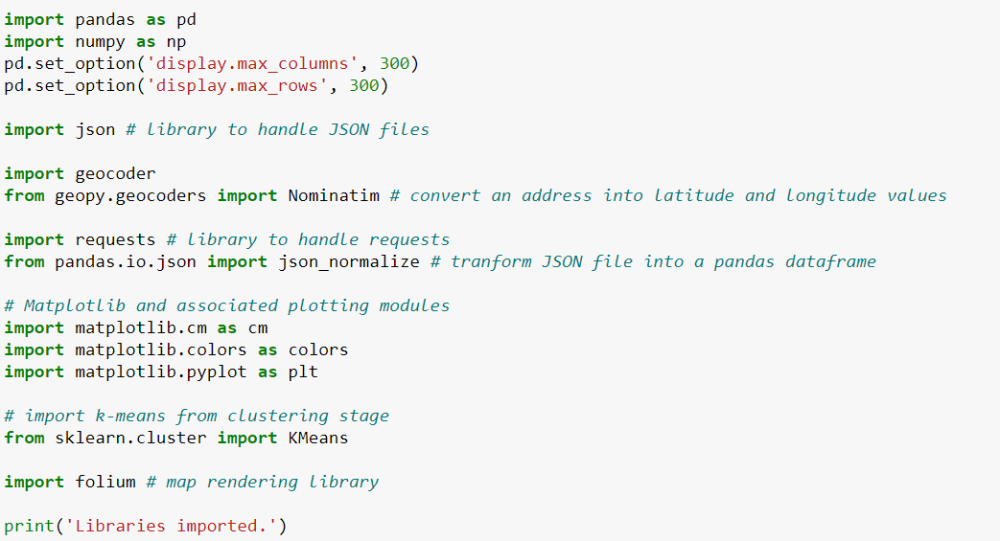 import pandas as pd
import numpy as np
pd.set_option('display.max_columns', 300)
pd.set_option('display.max_rows', 300)
import json # library to handle JSON files
import geocoder
from geopy.geocoders import Nominatim # convert an address into latitude and longitude values
import requests # library to handle requests
from pandas.io.json import json_normalize # tranform JSON file into a pandas dataframe
# Matplotlib and associated plotting modules
import matplotlib.cm as cm
import matplotlib.colors as colors
import matplotlib.pyplot as plt
# import k-means from clustering stage
from sklearn.cluster import KMeans
import folium # map rendering library
print('Libraries imported.')